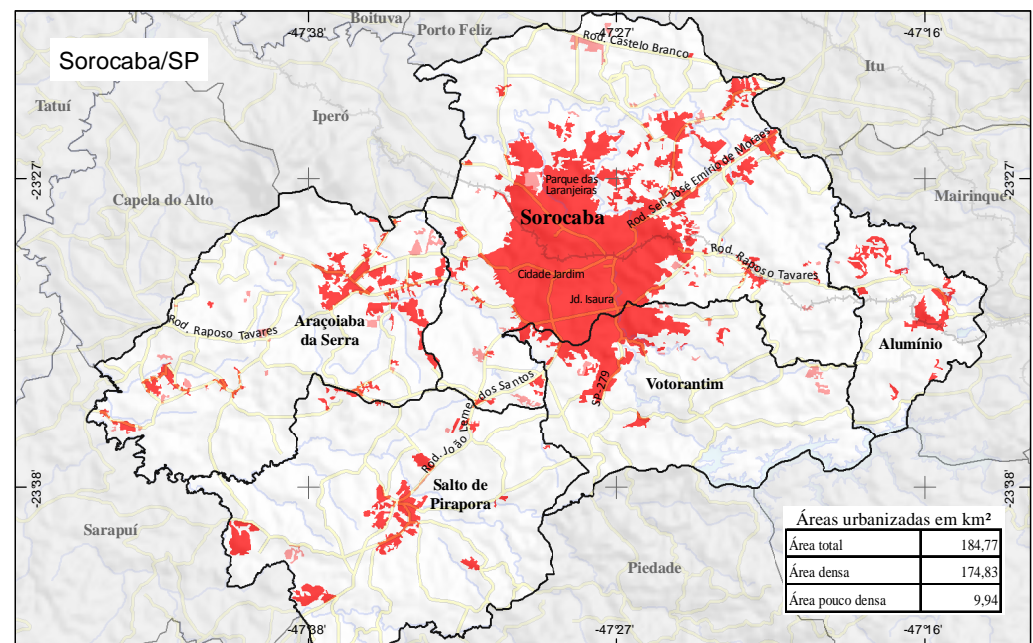 Boituva
Porto Feliz
-47°38'
-47°27'
-47°16'
Rod. Castelo Branco
Sorocaba/SP
Itu
Tatuí
Iperó
Rod. Sen. José Ermírio de Moraes
-23°27'
-23°27'
Parque das
Laranjeiras
Mairinque
Capela do Alto
Sorocaba
Rod. Raposo Tavares
Cidade Jardim
Jd. Isaura
Rod. Raposo Tavares
Araçoiaba
da Serra
Alumínio
Votorantim
SP-279
Rod. João Leme dos Santos
Salto de
Pirapora
-23°38'
-23°38'
Sarapuí
Piedade
Áreas urbanizadas em km²
Área total 184,77
Área densa 174,83
Área pouco densa 9,94
-47°38'
-47°27'
-47°16'